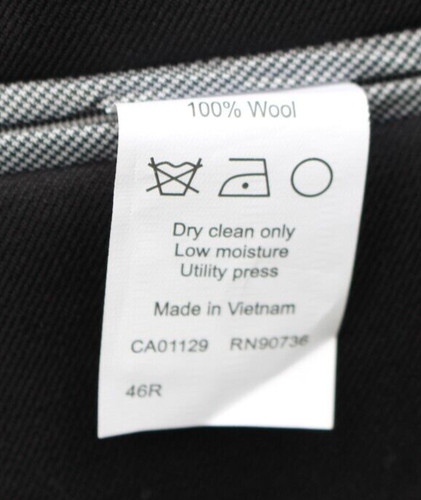 100% Wool
Dry clean only
Low moisture
Utility press
Made in Vietnam
CA01129 RN90736
46R